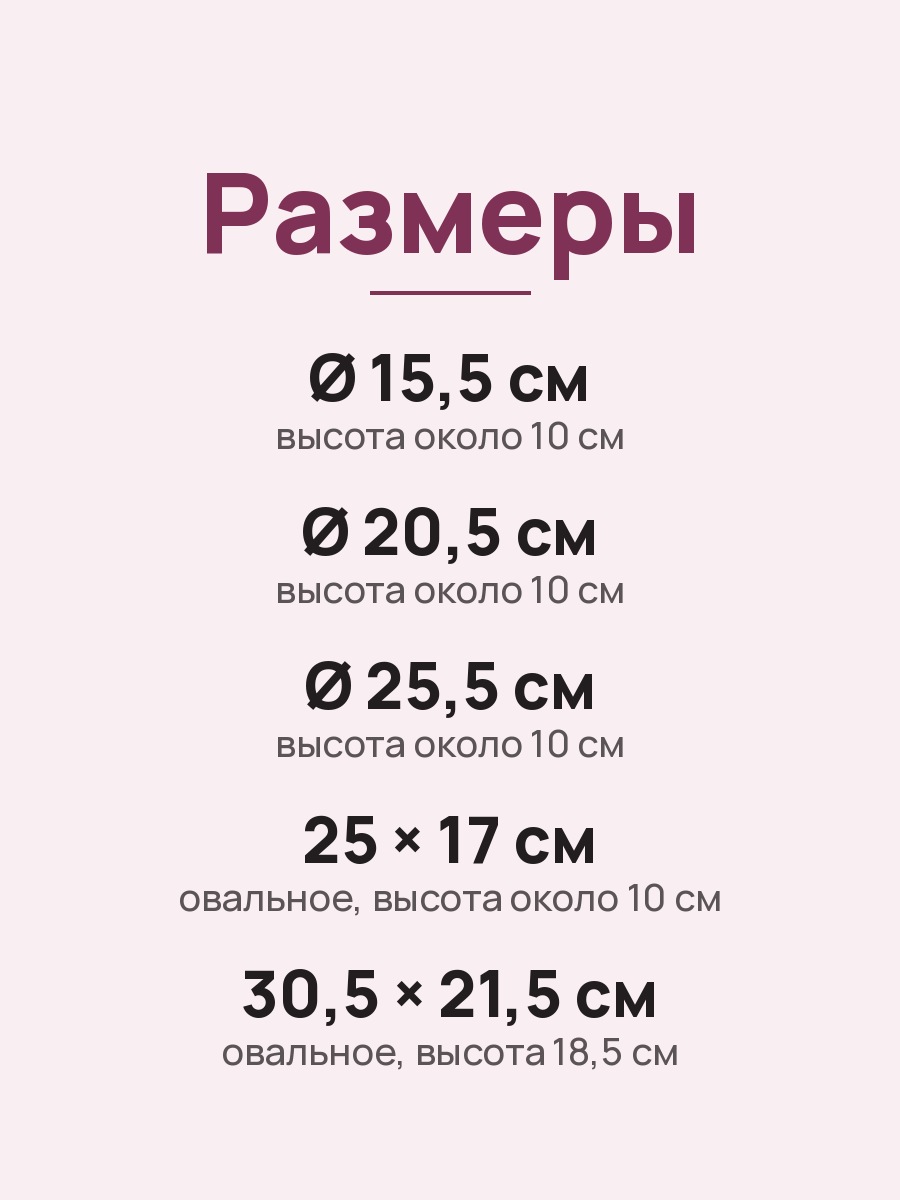 Размеры
Ø 15,5 см
высота около 10 см
Ø 20,5 см
высота около 10 см
Ø 25,5 см
высота около 10 см
25 × 17 см
овальное, высота около 10 см
30,5 × 21,5 см
овальное, высота 18,5 см